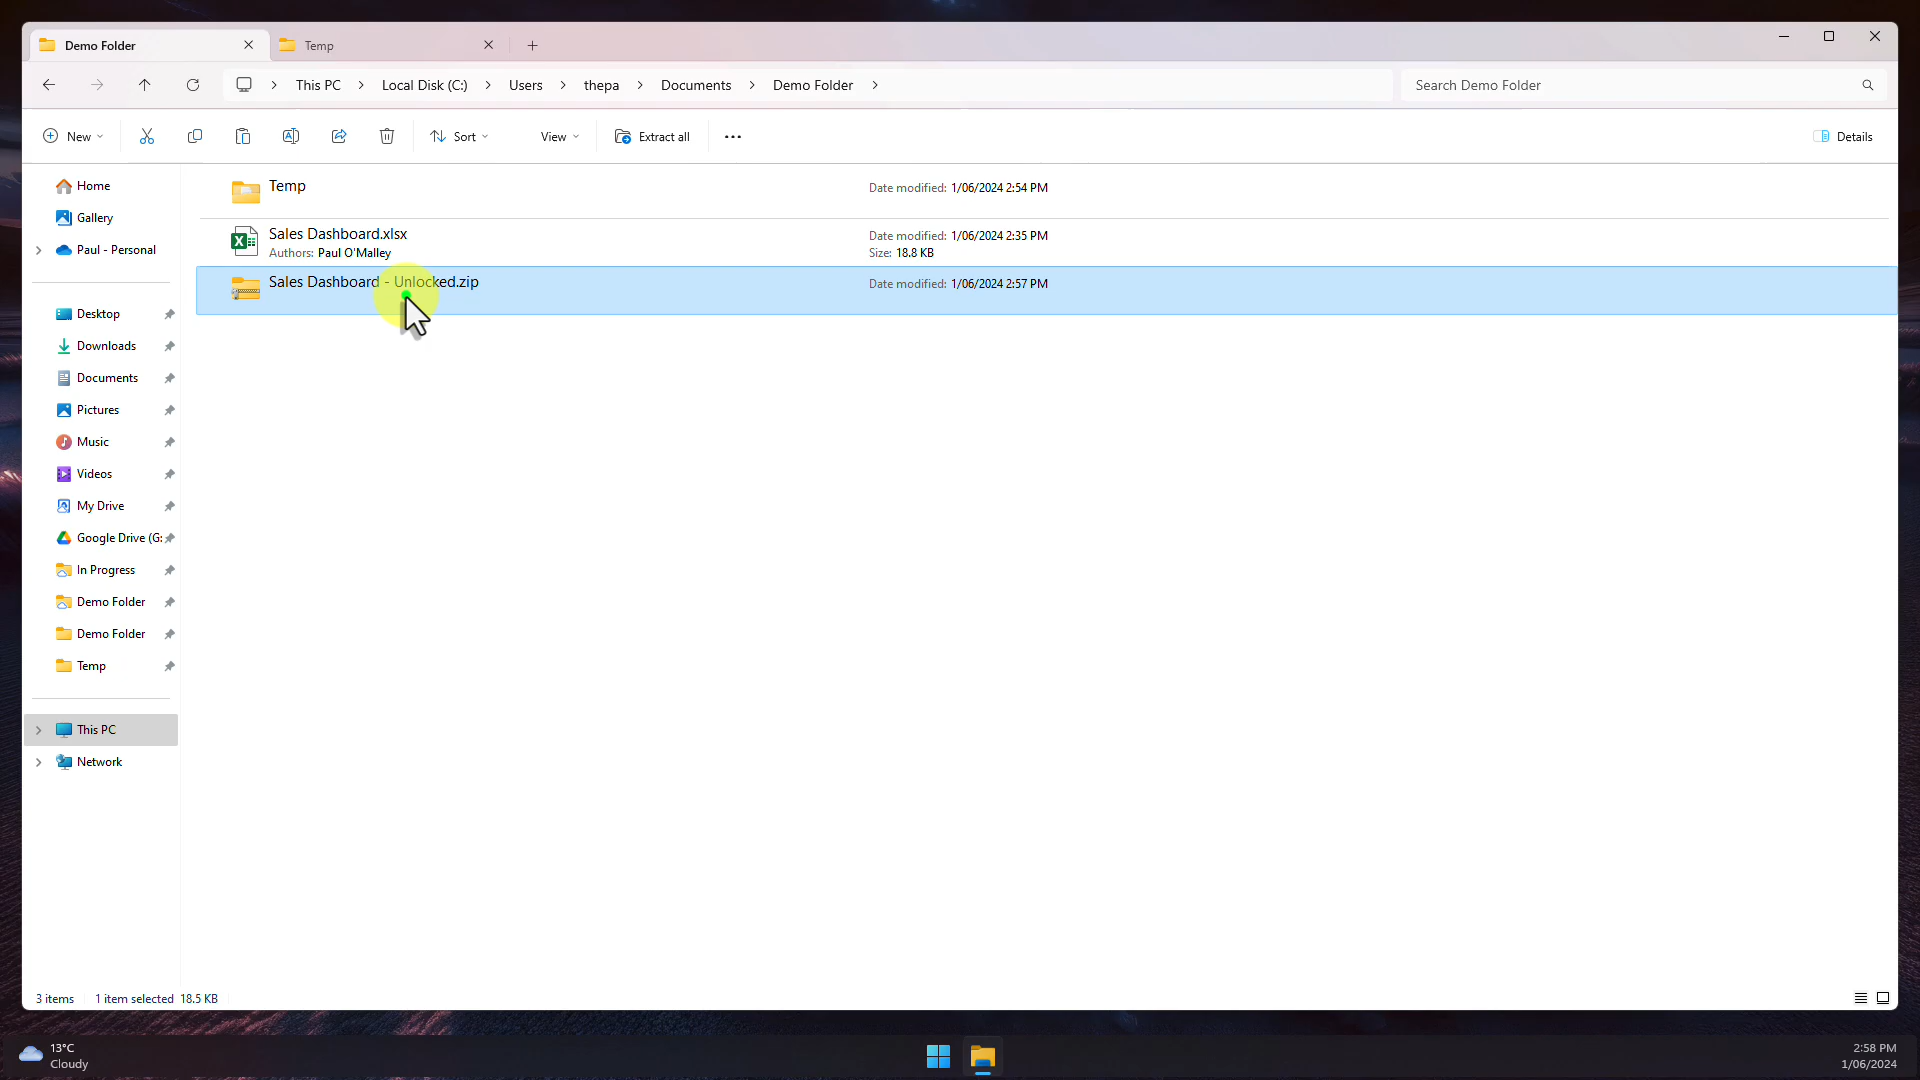 Demo Folder
Temp
This PC
Local Disk (C:)
Users
thepa
Documents
Demo Folder
Search Demo Folder
New
Sort
View
Extract all
Details
Home
Gallery
Paul - Personal
Desktop
Downloads
Documents
Pictures
Music
Videos
My Drive
Google Drive (G:
In Progress
Demo Folder
Demo Folder
Temp
This PC
Network
Temp
Date modified: 1/06/2024 2:54 PM
Sales Dashboard.xlsx
Authors: Paul O'Malley
Date modified: 1/06/2024 2:35 PM
Size: 18.8 KB
Sales Dashboard - Unlocked.zip
Date modified: 1/06/2024 2:57 PM
3 items
1 item selected 18.5 KB
13°C
Cloudy
2:58 PM
1/06/2024